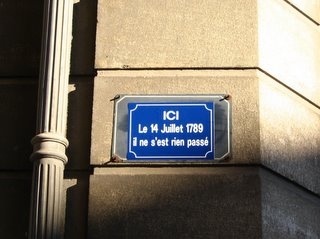 ICI
Le 14 Juillet 1789
il ne s'est rien passé